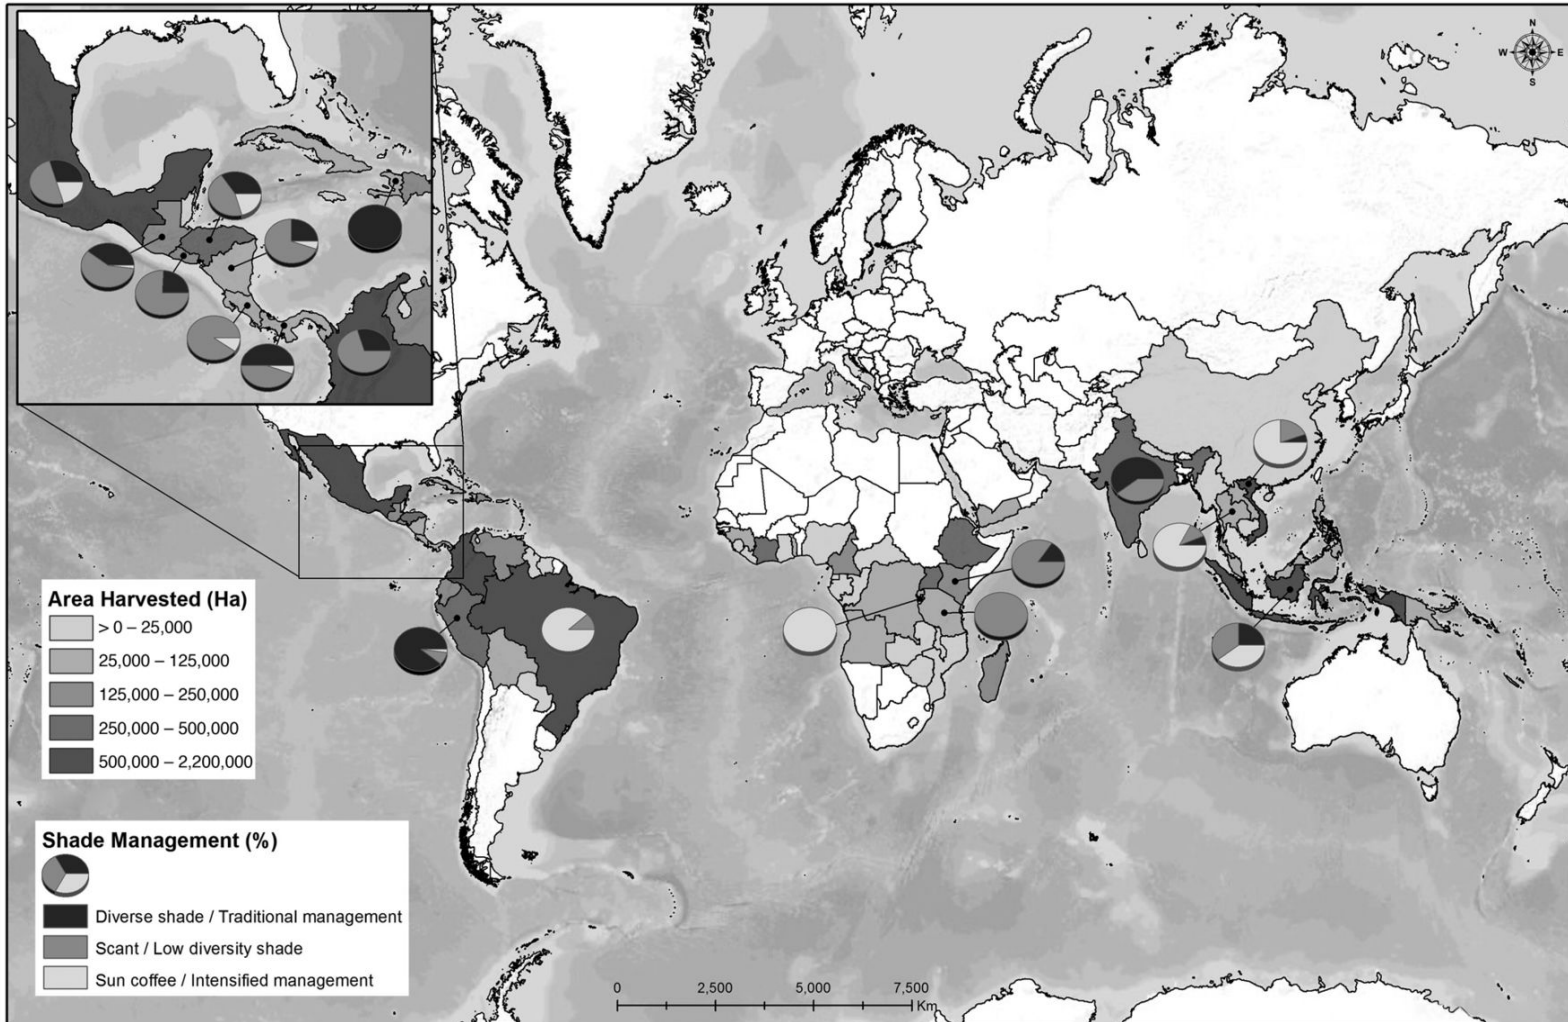 N
W E
S
Area Harvested (Ha)
> 0 – 25,000
25,000 – 125,000
125,000 – 250,000
250,000 – 500,000
500,000 – 2,200,000
Shade Management (%)
Diverse shade / Traditional management
Scant / Low diversity shade
Sun coffee / Intensified management
0 2,500 5,000 7,500
Km